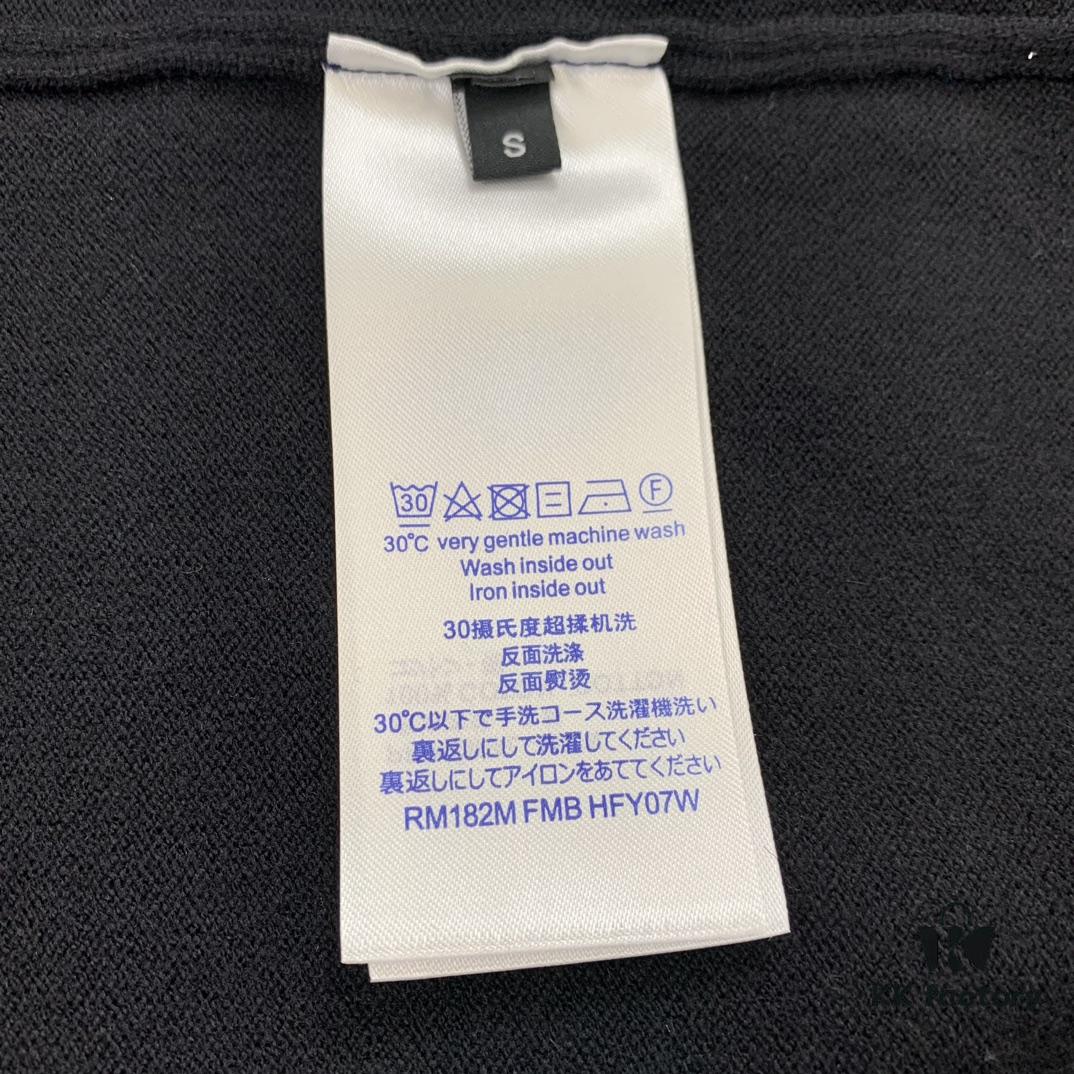 S
30
F
30℃ very gentle machine wash
Wash inside out
Iron inside out
30摄氏度超揉机洗
反面洗涤
反面熨烫
30℃以下で手洗コース洗濯機洗い
裏返しにして洗濯してください
裏返しにしてアイロンをあててください
RM182M FMB HFY07W
KK Factory